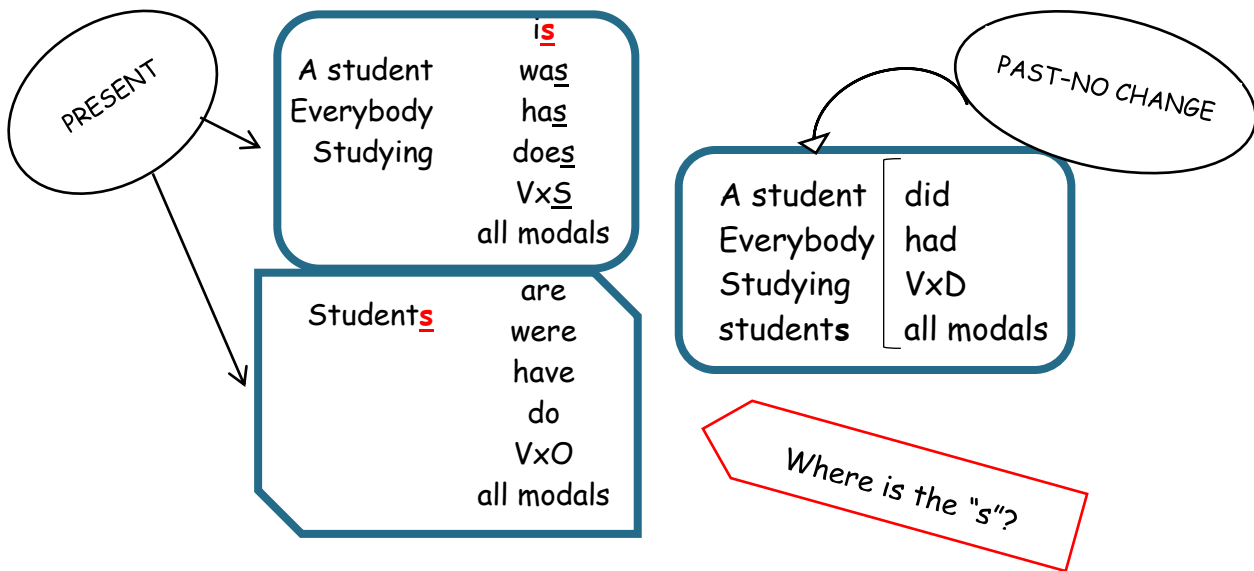 PRESENT
is
A student was
Everybody has
Studying does
VxS
all modals
Students
are
were
have
do
VxO
all modals
PAST-NO CHANGE
A student did
Everybody had
Studying VxD
students all modals
Where is the “s”?